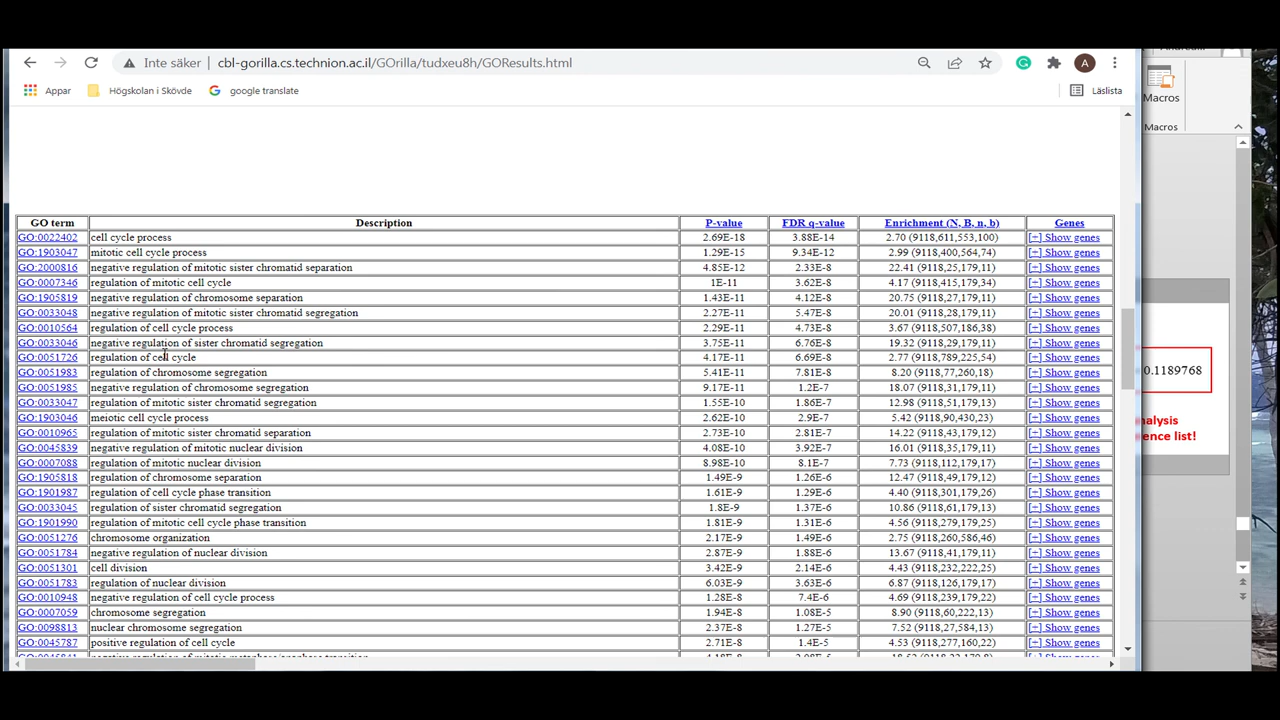 Inte säker cbl-gorilla.cs.technion.ac.il/GOrilla/tudxeu8h/GOResults.html A
Appar Högskolan i Skövde google translate Läslista
Macros
Macros
GO term Description P-value FDR q-value Enrichment (N, B, n, b) Genes
GO:0022402 cell cycle process 2.69E-18 3.88E-14 2.70 (9118,611,553,100) [+] Show genes
GO:1903047 mitotic cell cycle process 1.29E-15 9.34E-12 2.99 (9118,400,564,74) [+] Show genes
GO:2000816 negative regulation of mitotic sister chromatid separation 4.85E-12 2.33E-8 22.41 (9118,25,179,11) [+] Show genes
GO:0007346 regulation of mitotic cell cycle 1E-11 3.62E-8 4.17 (9118,415,179,34) [+] Show genes
GO:1905819 negative regulation of chromosome separation 1.43E-11 4.12E-8 20.75 (9118,27,179,11) [+] Show genes
GO:0033048 negative regulation of mitotic sister chromatid segregation 2.27E-11 5.47E-8 20.01 (9118,28,179,11) [+] Show genes
GO:0010564 regulation of cell cycle process 2.29E-11 4.73E-8 3.67 (9118,507,186,38) [+] Show genes
GO:0033046 negative regulation of sister chromatid segregation 3.75E-11 6.76E-8 19.32 (9118,29,179,11) [+] Show genes
GO:0051726 regulation of cell cycle 4.17E-11 6.69E-8 2.77 (9118,789,225,54) [+] Show genes
GO:0051983 regulation of chromosome segregation 5.41E-11 7.81E-8 8.20 (9118,77,260,18) [+] Show genes
GO:0051985 negative regulation of chromosome segregation 9.17E-11 1.2E-7 18.07 (9118,31,179,11) [+] Show genes
GO:0033047 regulation of mitotic sister chromatid segregation 1.55E-10 1.86E-7 12.98 (9118,51,179,13) [+] Show genes
GO:1903046 meiotic cell cycle process 2.62E-10 2.9E-7 5.42 (9118,90,430,23) [+] Show genes
GO:0010965 regulation of mitotic sister chromatid separation 2.73E-10 2.81E-7 14.22 (9118,43,179,12) [+] Show genes
GO:0045839 negative regulation of mitotic nuclear division 4.08E-10 3.92E-7 16.01 (9118,35,179,11) [+] Show genes
GO:0007088 regulation of mitotic nuclear division 8.98E-10 8.1E-7 7.73 (9118,112,179,17) [+] Show genes
GO:1905818 regulation of chromosome separation 1.49E-9 1.26E-6 12.47 (9118,49,179,12) [+] Show genes
GO:1901987 regulation of cell cycle phase transition 1.61E-9 1.29E-6 4.40 (9118,301,179,26) [+] Show genes
GO:0033045 regulation of sister chromatid segregation 1.8E-9 1.37E-6 10.86 (9118,61,179,13) [+] Show genes
GO:1901990 regulation of mitotic cell cycle phase transition 1.81E-9 1.31E-6 4.56 (9118,279,179,25) [+] Show genes
GO:0051276 chromosome organization 2.17E-9 1.49E-6 2.75 (9118,260,586,46) [+] Show genes
GO:0051784 negative regulation of nuclear division 2.87E-9 1.88E-6 13.67 (9118,41,179,11) [+] Show genes
GO:0051301 cell division 3.42E-9 2.14E-6 4.43 (9118,232,222,25) [+] Show genes
GO:0051783 regulation of nuclear division 6.03E-9 3.63E-6 6.87 (9118,126,179,17) [+] Show genes
GO:0010948 negative regulation of cell cycle process 1.28E-8 7.4E-6 4.69 (9118,239,179,22) [+] Show genes
GO:0007059 chromosome segregation 1.94E-8 1.08E-5 8.90 (9118,60,222,13) [+] Show genes
GO:0098813 nuclear chromosome segregation 2.37E-8 1.27E-5 7.52 (9118,27,584,13) [+] Show genes
GO:0045787 positive regulation of cell cycle 2.71E-8 1.4E-5 4.53 (9118,277,160,22) [+] Show genes
0.1189768
nalysis
ence list!